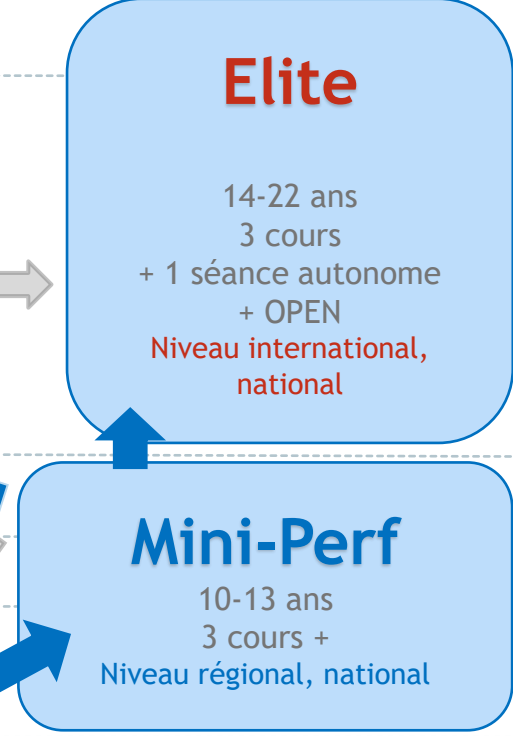 Elite
14-22 ans
3 cours
+ 1 séance autonome
+ OPEN
Niveau international,
national
Mini-Perf
10-13 ans
3 cours +
Niveau régional, national